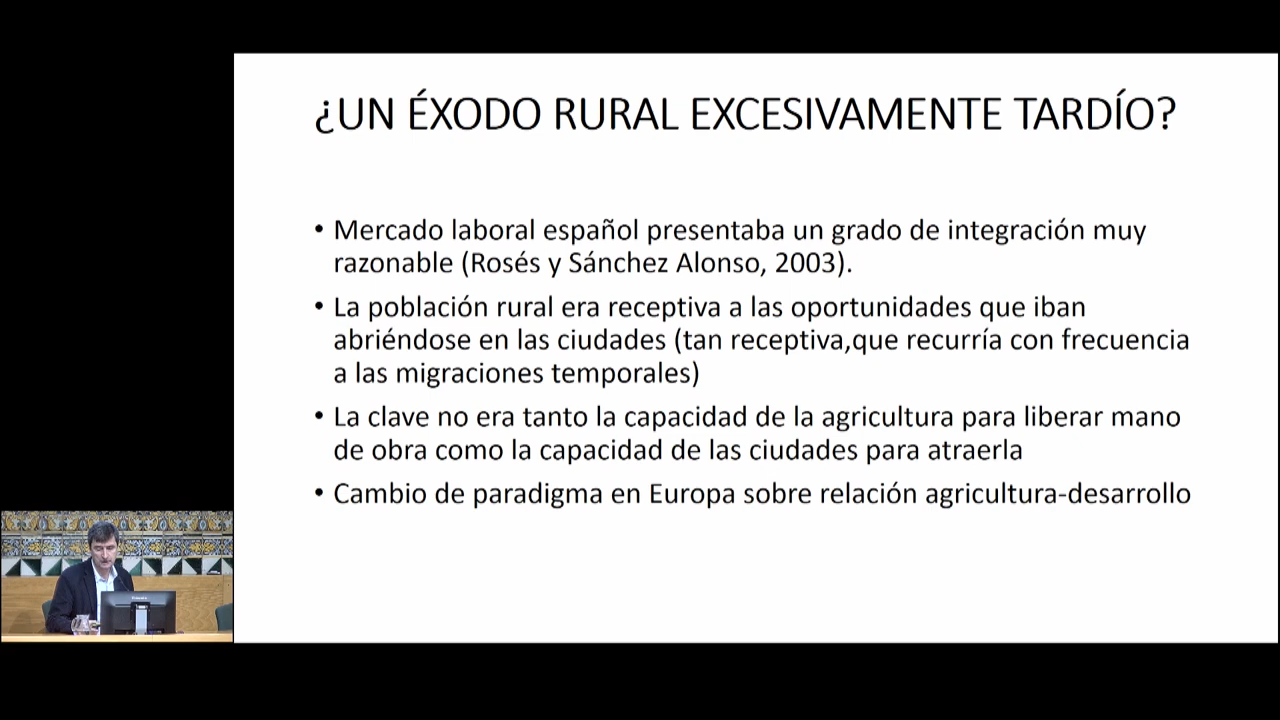 ¿UN ÉXODO RURAL EXCESIVAMENTE TARDÍO?
• Mercado laboral español presentaba un grado de integración muy
razonable (Rosés y Sánchez Alonso, 2003).
• La población rural era receptiva a las oportunidades que iban
abriéndose en las ciudades (tan receptiva,que recurría con frecuencia
a las migraciones temporales)
• La clave no era tanto la capacidad de la agricultura para liberar mano
de obra como la capacidad de las ciudades para atraerla
• Cambio de paradigma en Europa sobre relación agricultura-desarrollo